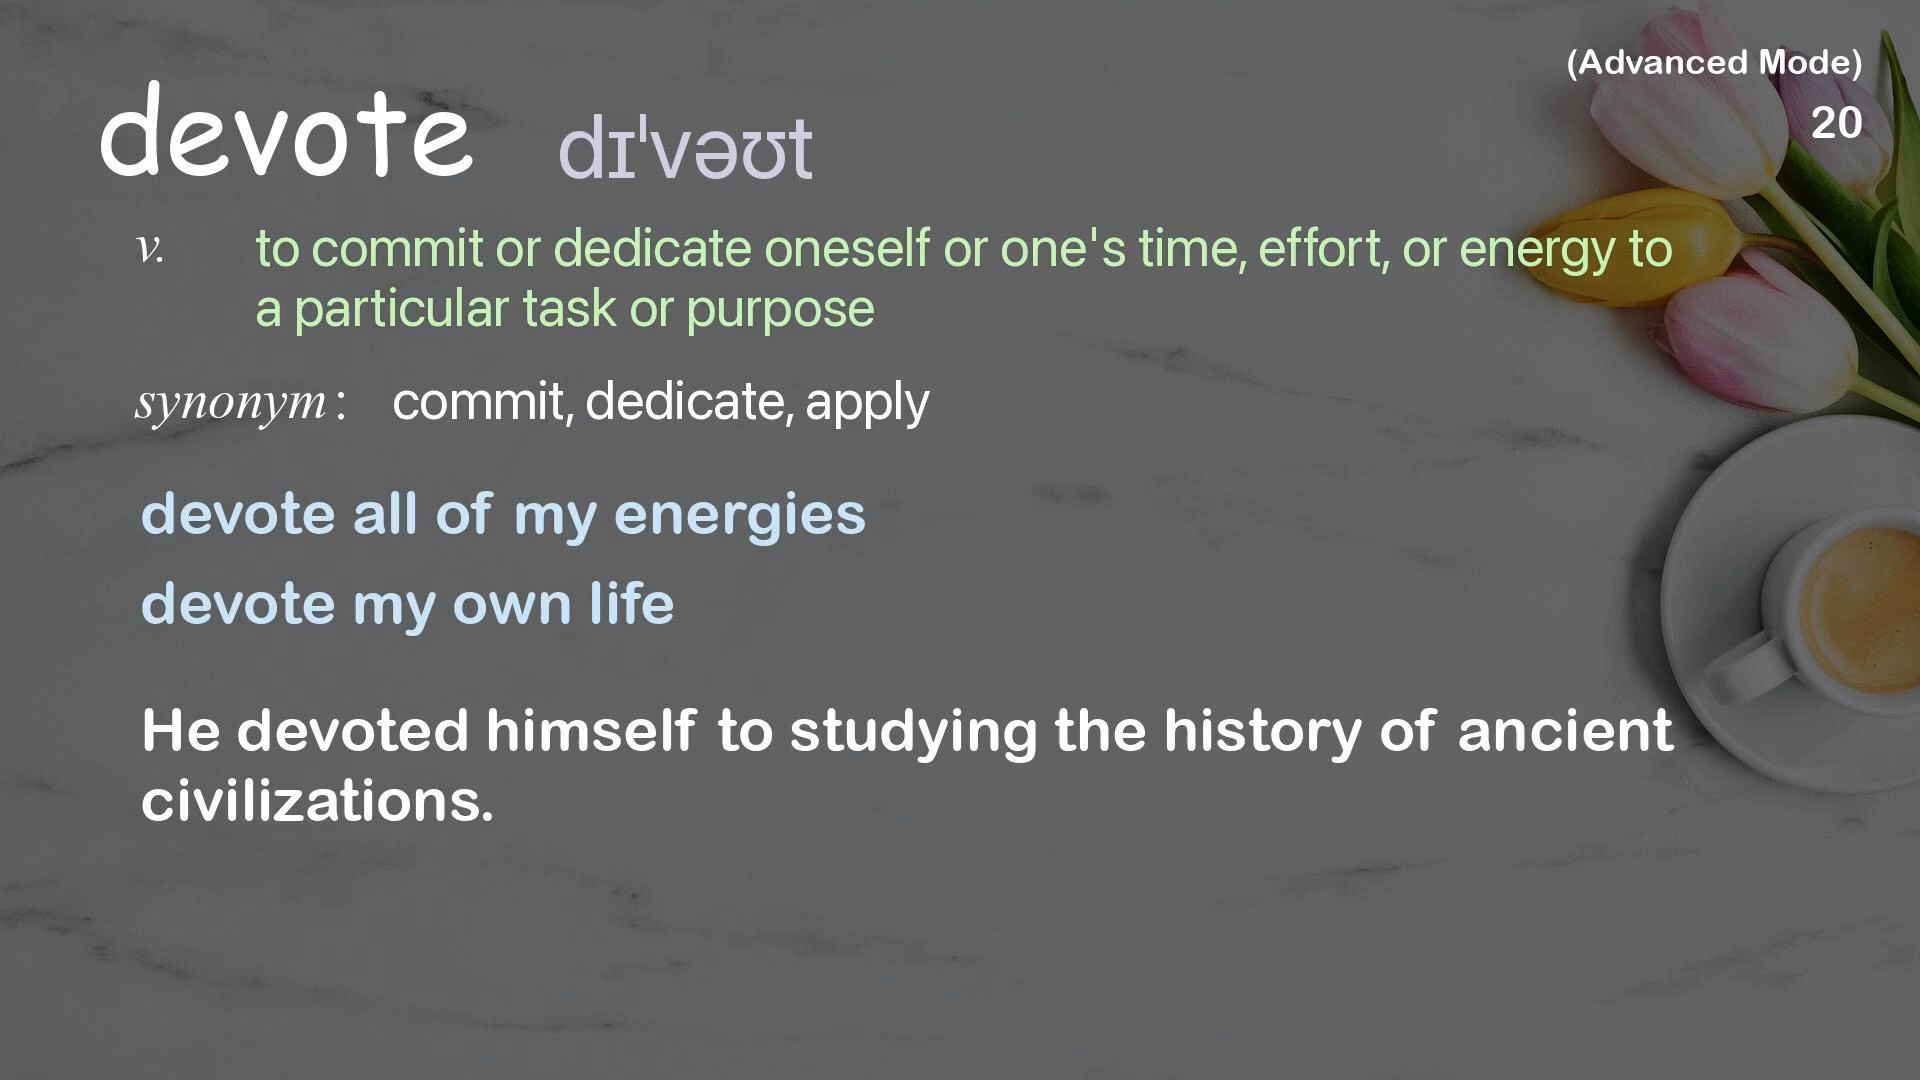 (Advanced Mode)
devote dɪˈvəʊt
20
v. to commit or dedicate oneself or one's time, effort, or energy to
a particular task or purpose
synonym: commit, dedicate, apply
devote all of my energies
devote my own life
He devoted himself to studying the history of ancient
civilizations.